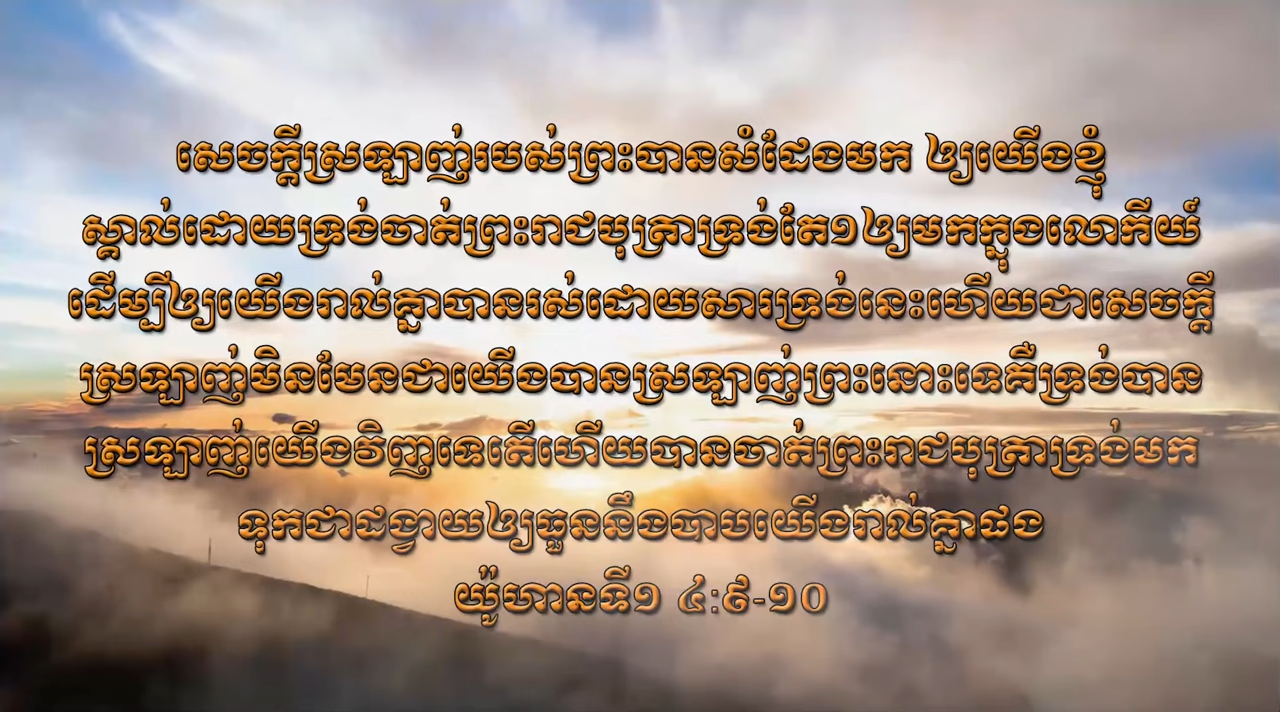 សេចក្ដីស្រឡាញ់របស់ព្រះបានសំដែងមក ឲ្យយើងខ្ញុំ
ស្គាល់ដោយទ្រង់ចាត់ព្រះរាជបុត្រាទ្រង់តែ១ឲ្យមកក្នុងលោកីយ៍
ដើម្បីឲ្យយើងរាល់គ្នាបានរស់ដោយសារទ្រង់នេះហើយជាសេចក្ដី
ស្រឡាញ់មិនមែនជាយើងបានស្រឡាញ់ព្រះនោះទេគឺទ្រង់បាន
ស្រឡាញ់យើងវិញទេតើហើយបានចាត់ព្រះរាជបុត្រាទ្រង់មក
ទុកជាដង្វាយឲ្យធួននឹងបាបយើងរាល់គ្នាផង
យ៉ូហានទី១ ៤:៩-១០